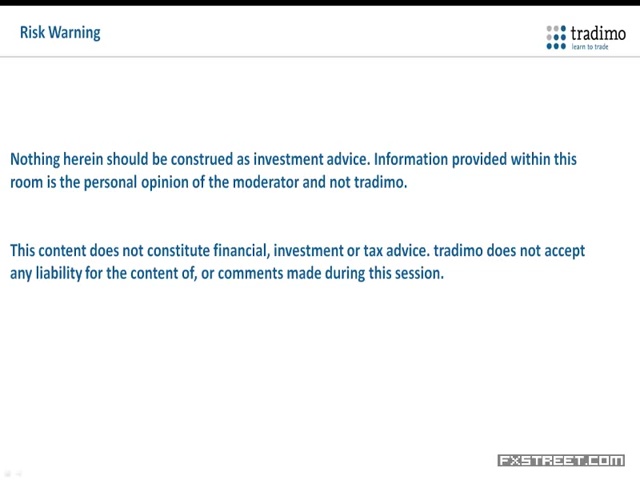 Risk Warning
tradimo
learn to trade
Nothing herein should be construed as investment advice. Information provided within this
room is the personal opinion of the moderator and not tradimo.
This content does not constitute financial, investment or tax advice. tradimo does not accept
any liability for the content of, or comments made during this session.
FXSTREET.COM